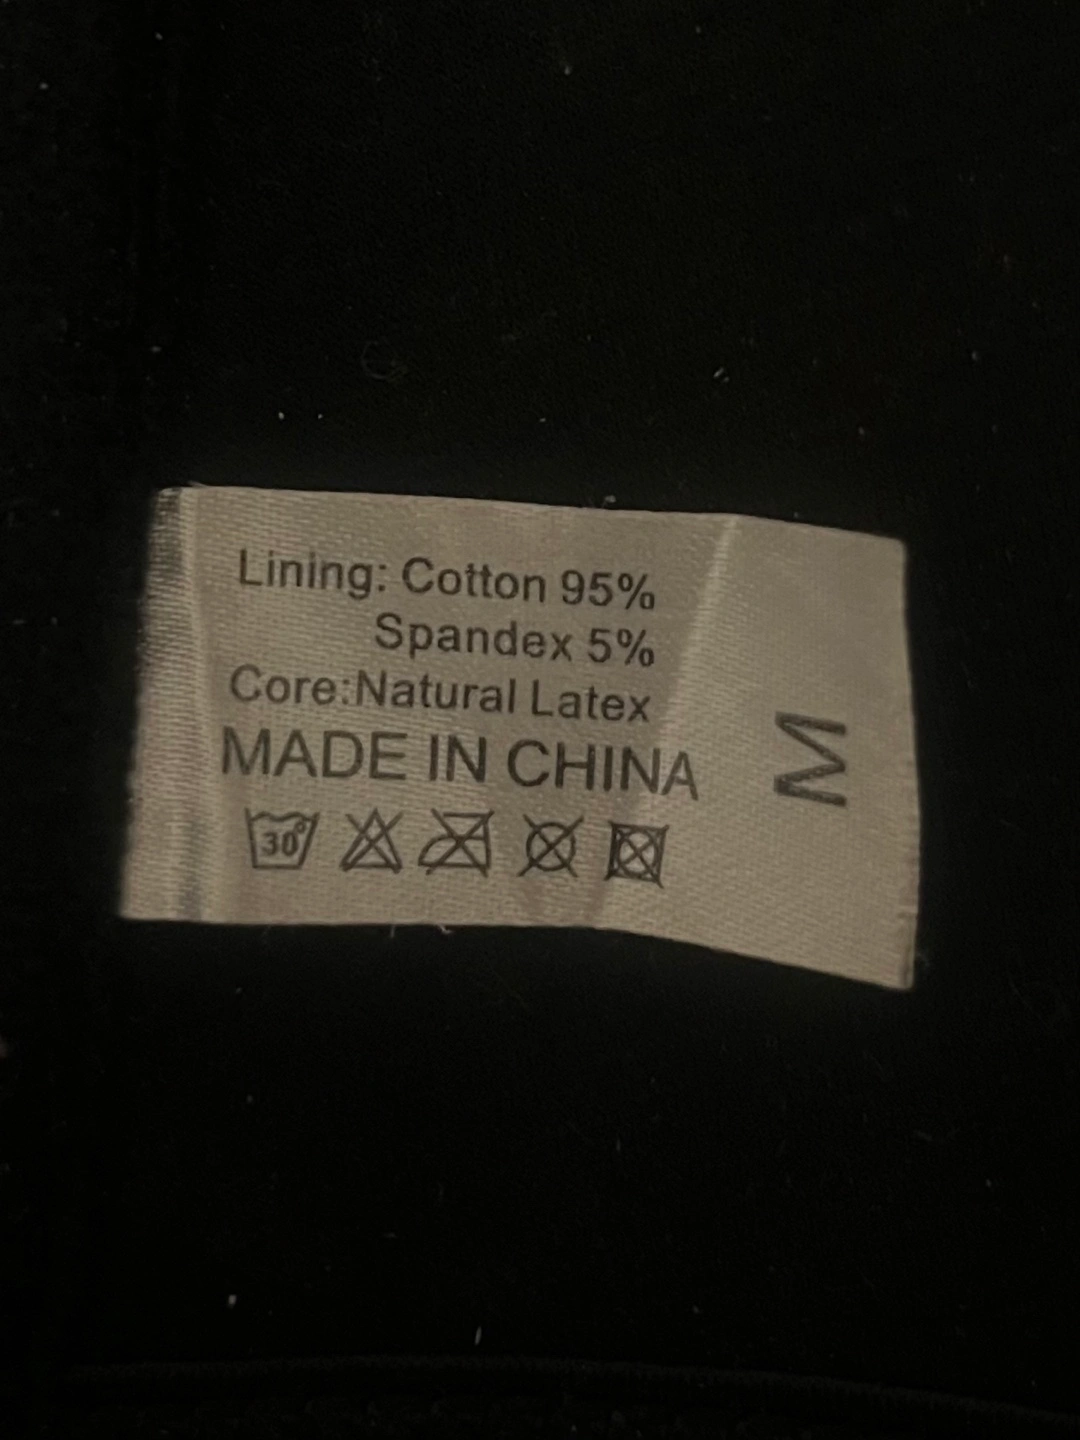 Lining: Cotton 95%
Spandex 5%
Core:Natural Latex
MADE IN CHINA
30°
M